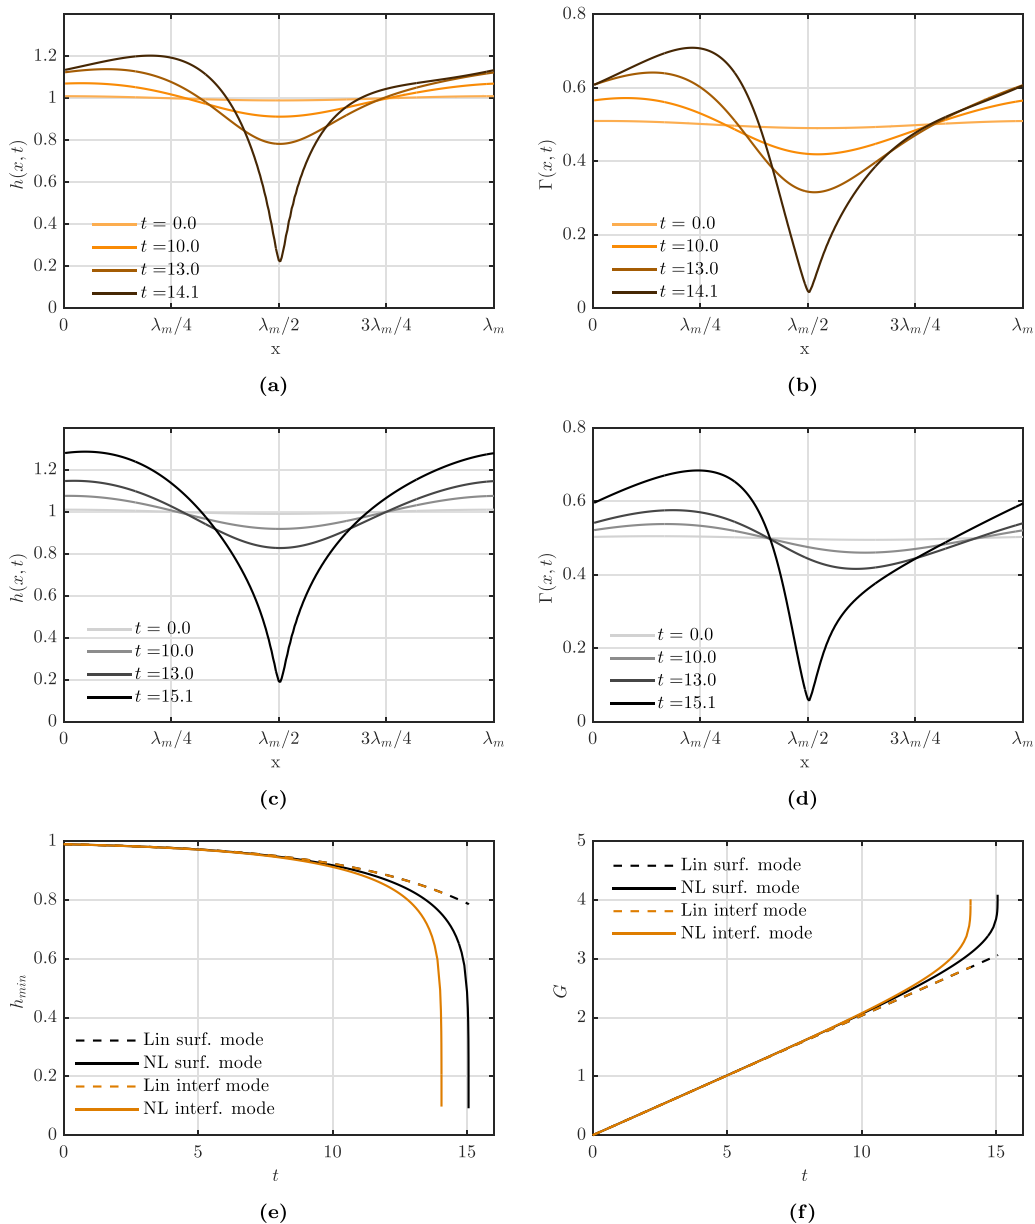 h(x, t)
1.2
1
0.8
0.6
0.4
0.2
0
t = 0.0
t =10.0
t =13.0
t =14.1
0
λm/4
λm/2
3λm/4
λm
x
(a)
Γ(x, t)
0.8
0.6
0.4
0.2
0
t = 0.0
t =10.0
t =13.0
t =14.1
0
λm/4
λm/2
3λm/4
λm
x
(b)
h(x, t)
1.2
1
0.8
0.6
0.4
0.2
0
t = 0.0
t =10.0
t =13.0
t =15.1
0
λm/4
λm/2
3λm/4
λm
x
(c)
Γ(x, t)
0.8
0.6
0.4
0.2
0
t = 0.0
t =10.0
t =13.0
t =15.1
0
λm/4
λm/2
3λm/4
λm
x
(d)
hmin
1
0.8
0.6
0.4
0.2
0
Lin surf. mode
NL surf. mode
Lin interf mode
NL interf. mode
0
5
10
15
t
(e)
G
5
4
3
2
1
0
Lin surf. mode
NL surf. mode
Lin interf mode
NL interf. mode
0
5
10
15
t
(f)